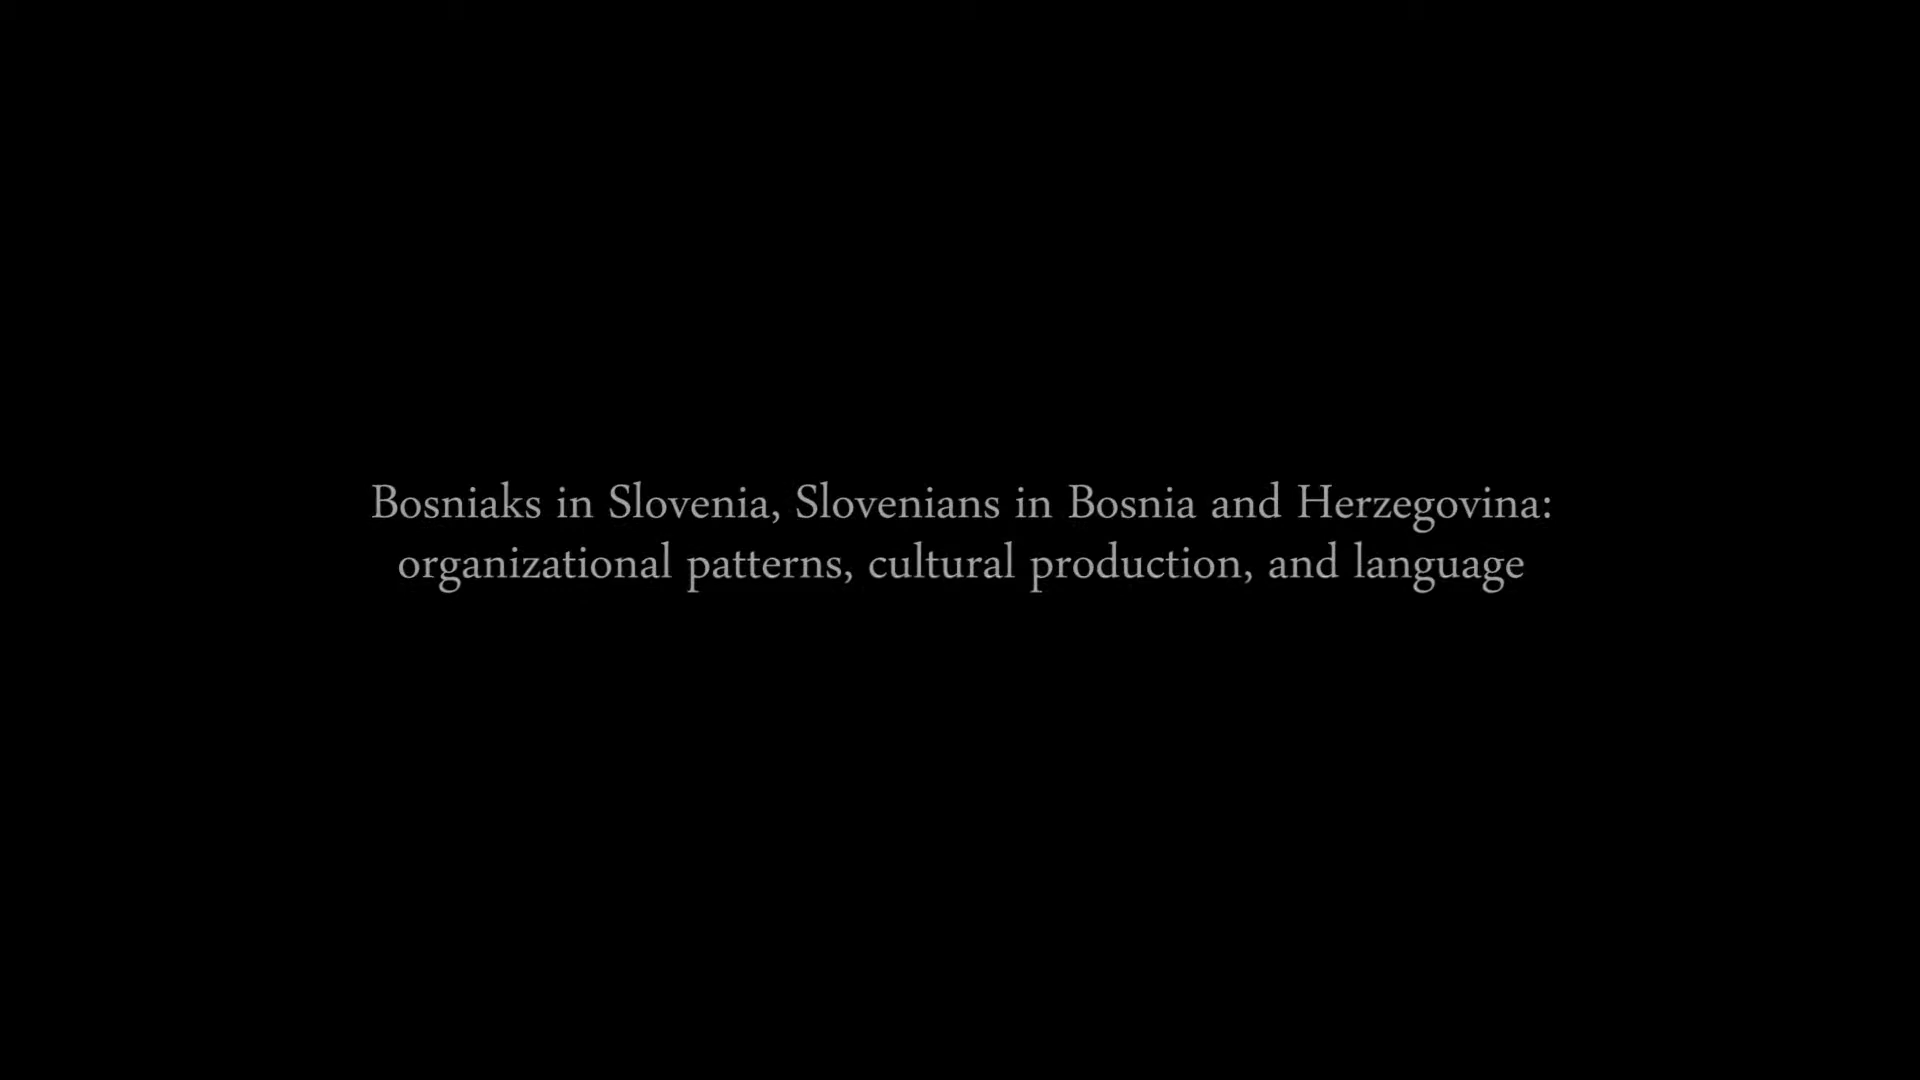 Bosniaks in Slovenia, Slovenians in Bosnia and Herzegovina:
organizational patterns, cultural production, and language